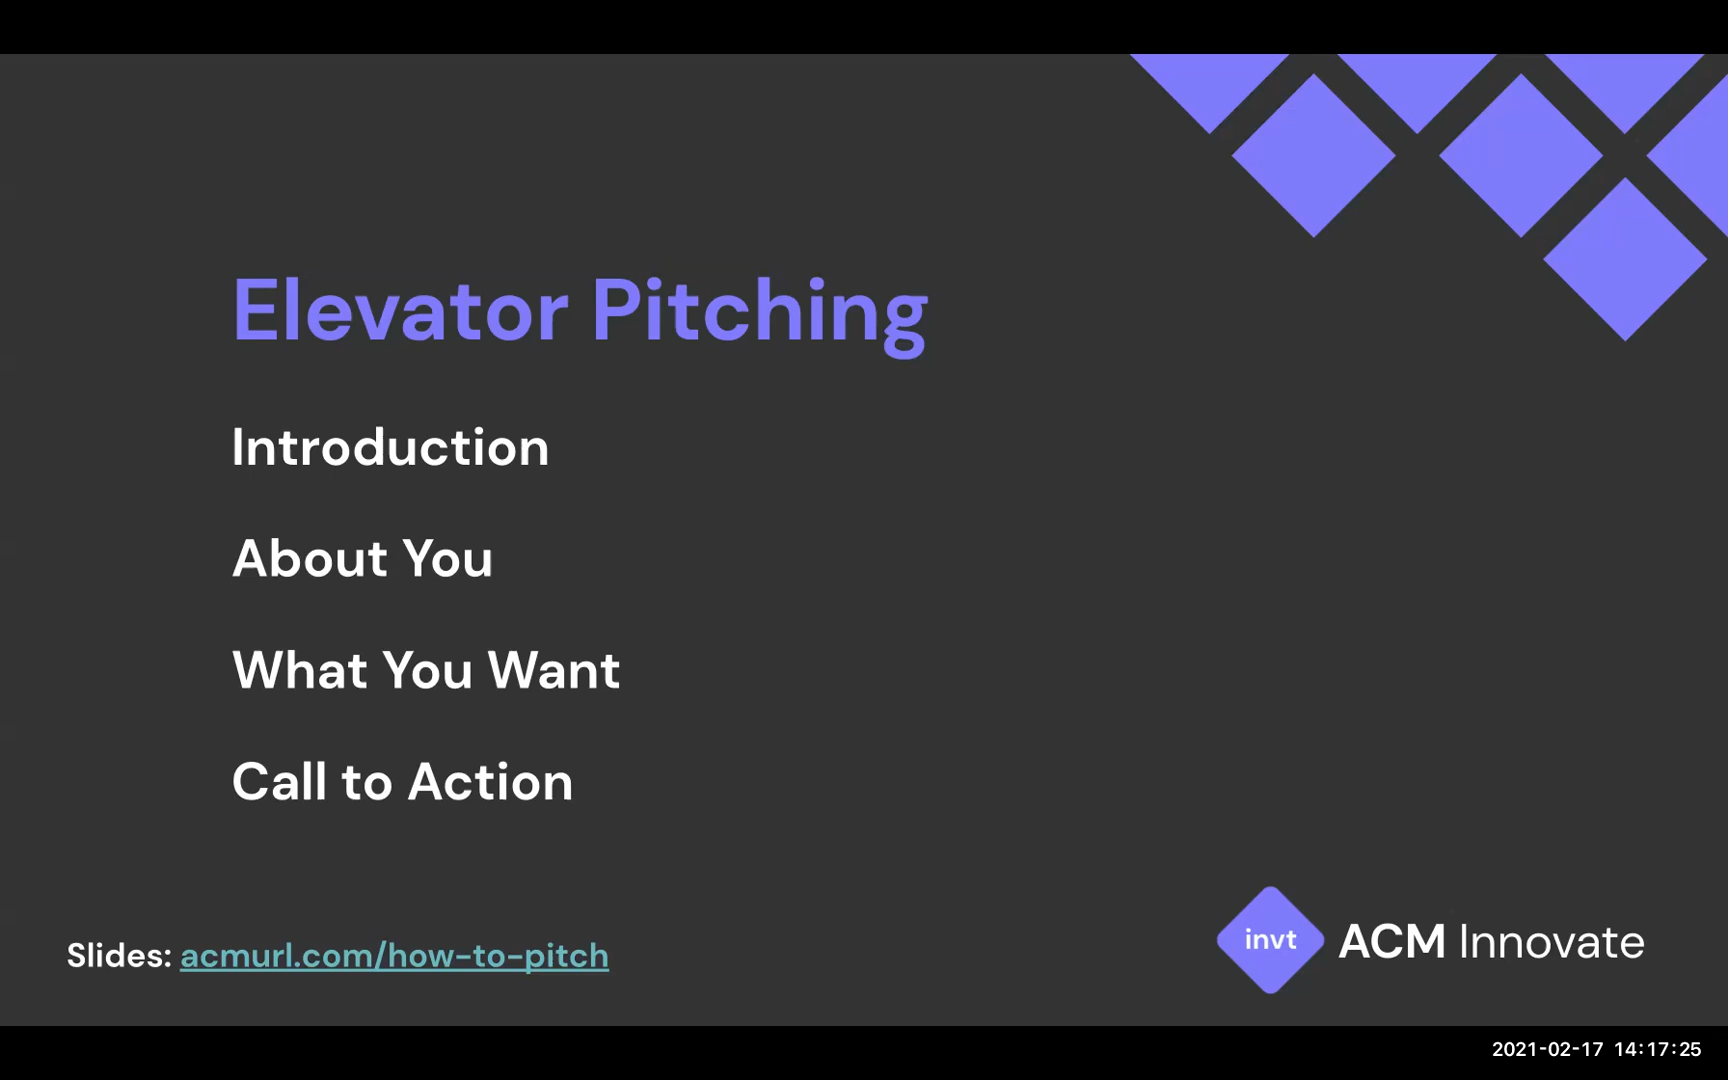 Elevator Pitching
Introduction
About You
What You Want
Call to Action
Slides: acmurl.com/how-to-pitch
invt ACM Innovate
2021-02-17 14:17:25